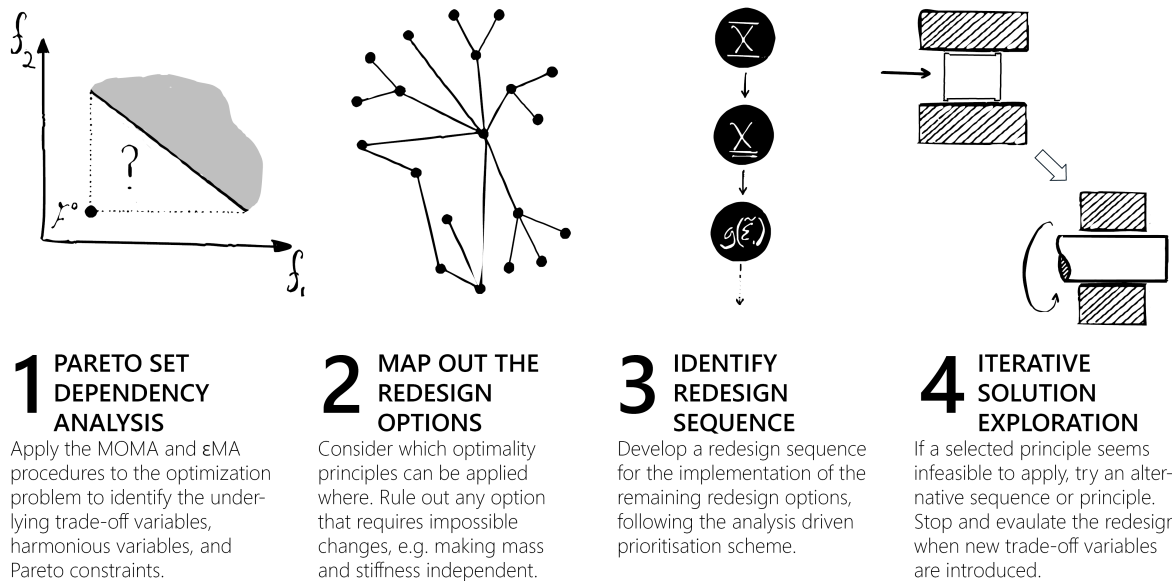 f₂
?
f°
f₁
X
X
g(ε̃.)
1 PARETO SET
DEPENDENCY
ANALYSIS
Apply the MOMA and εMA
procedures to the optimization
problem to identify the under-
lying trade-off variables,
harmonious variables, and
Pareto constraints.
2 MAP OUT THE
REDESIGN
OPTIONS
Consider which optimality
principles can be applied
where. Rule out any option
that requires impossible
changes, e.g. making mass
and stiffness independent.
3 IDENTIFY
REDESIGN
SEQUENCE
Develop a redesign sequence
for the implementation of the
remaining redesign options,
following the analysis driven
prioritisation scheme.
4 ITERATIVE
SOLUTION
EXPLORATION
If a selected principle seems
infeasible to apply, try an alter-
native sequence or principle.
Stop and evaulate the redesign
when new trade-off variables
are introduced.